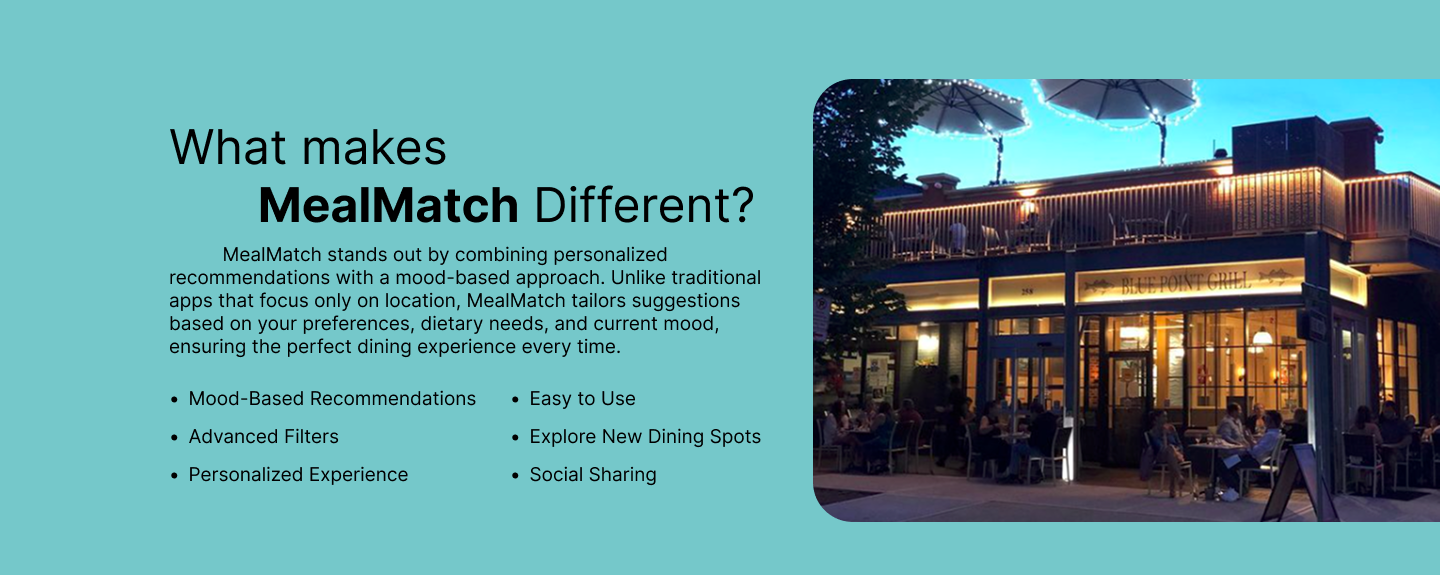 What makes
MealMatch Different?
MealMatch stands out by combining personalized
recommendations with a mood-based approach. Unlike traditional
apps that focus only on location, MealMatch tailors suggestions
based on your preferences, dietary needs, and current mood,
ensuring the perfect dining experience every time.
• Mood-Based Recommendations
• Advanced Filters
• Personalized Experience
• Easy to Use
• Explore New Dining Spots
• Social Sharing
258
BLUE POINT GRILL